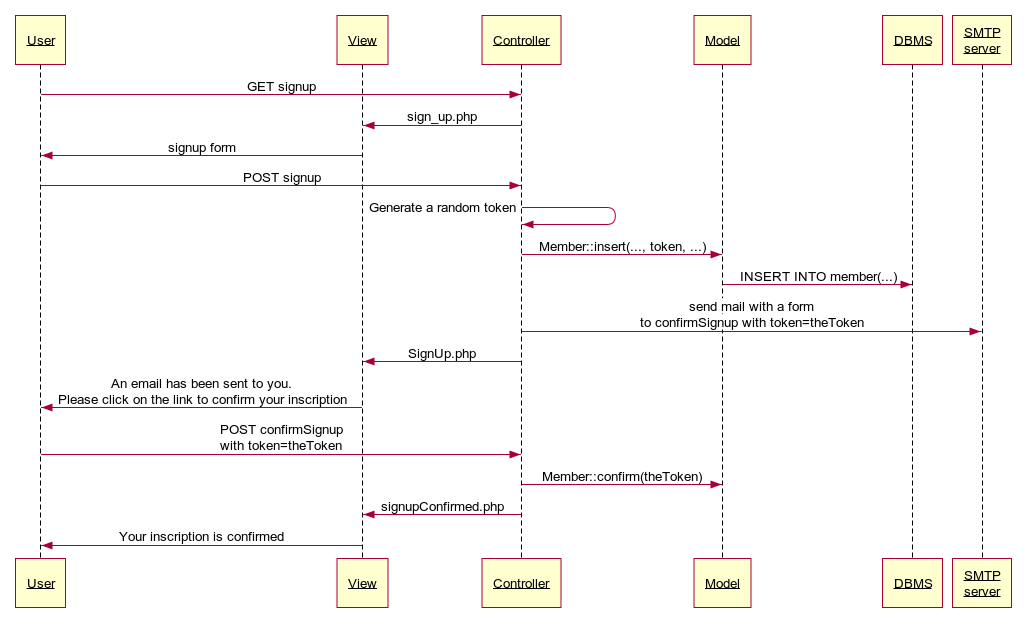 User
View
Controller
Model
DBMS
SMTP
server
GET signup
sign_up.php
signup form
POST signup
Generate a random token
Member::insert(..., token, ...)
INSERT INTO member(...)
send mail with a form
to confirmSignup with token=theToken
SignUp.php
An email has been sent to you.
Please click on the link to confirm your inscription
POST confirmSignup
with token=theToken
Member::confirm(theToken)
signupConfirmed.php
Your inscription is confirmed
User
View
Controller
Model
DBMS
SMTP
server